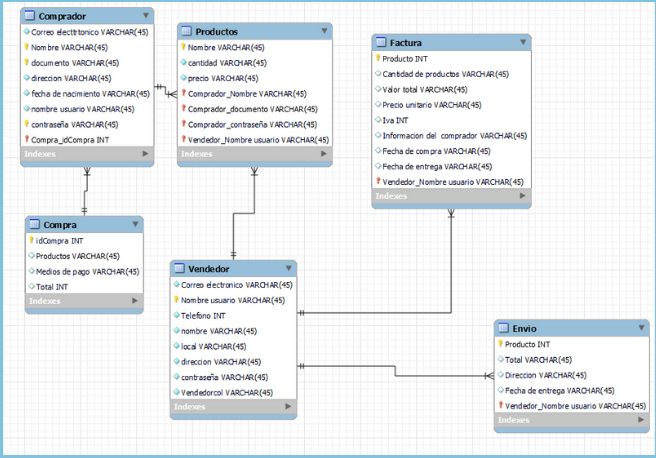 Comprador
Correo electtrtonico VARCHAR(45)
Nombre VARCHAR(45)
documento VARCHAR(45)
direccion VARCHAR(45)
fecha de nacimiento VARCHAR(45)
nombre usuario VARCHAR(45)
contraseña VARCHAR(45)
Compra_idCompra INT
Indexes
Productos
Nombre VARCHAR(45)
cantidad VARCHAR(45)
precio VARCHAR(45)
Comprador_Nombre VARCHAR(45)
Comprador_documento VARCHAR(45)
Comprador_contraseña VARCHAR(45)
Vendedor_Nombre usuario VARCHAR(45)
Indexes
Factura
Producto INT
Cantidad de productos VARCHAR(45)
Valor total VARCHAR(45)
Precio unitario VARCHAR(45)
Iva INT
Informacion del comprador VARCHAR(45)
Fecha de compra VARCHAR(45)
Fecha de entrega VARCHAR(45)
Vendedor_Nombre usuario VARCHAR(45)
Indexes
Compra
idCompra INT
Productos VARCHAR(45)
Medios de pago VARCHAR(45)
Total INT
Indexes
Vendedor
Correo electronico VARCHAR(45)
Nombre usuario VARCHAR(45)
Telefono INT
nombre VARCHAR(45)
local VARCHAR(45)
direccion VARCHAR(45)
contraseña VARCHAR(45)
Vendedorcol VARCHAR(45)
Indexes
Envio
Producto INT
Total VARCHAR(45)
Direccion VARCHAR(45)
Fecha de entrega VARCHAR(45)
Vendedor_Nombre usuario VARCHAR(45)
Indexes